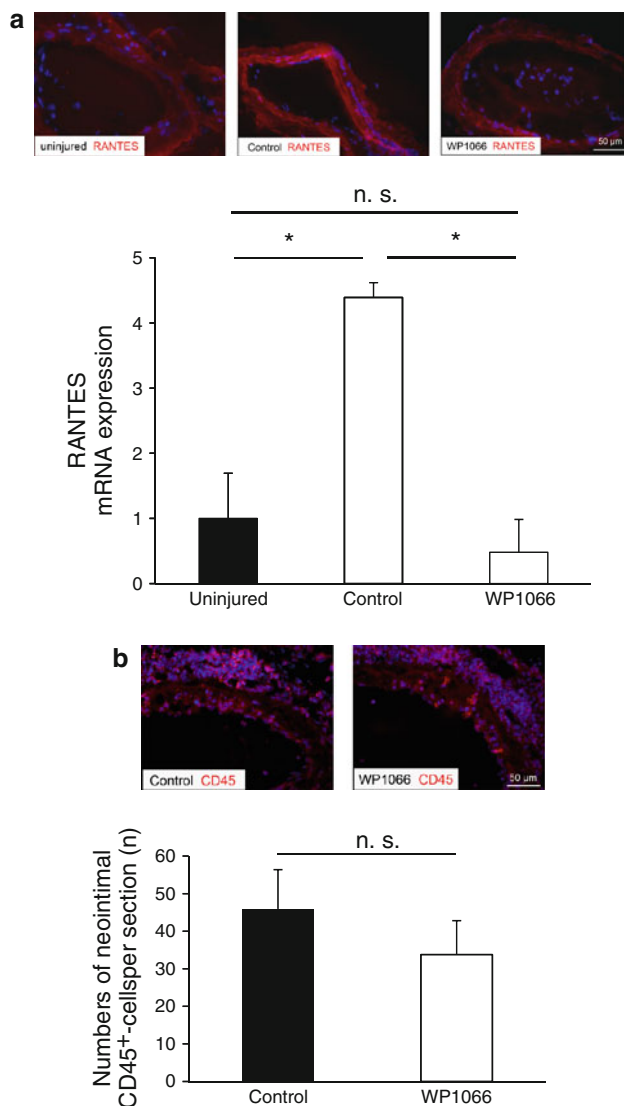 a
uninjured RANTES
Control RANTES
WP1066 RANTES
50 µm
n. s.
*
*
RANTES
mRNA expression
5
4
3
2
1
0
Uninjured
Control
WP1066
b
Control CD45
WP1066 CD45
50 µm
n. s.
Numbers of neointimal
CD45+-cellsper section (n)
60
50
40
30
20
10
0
Control
WP1066